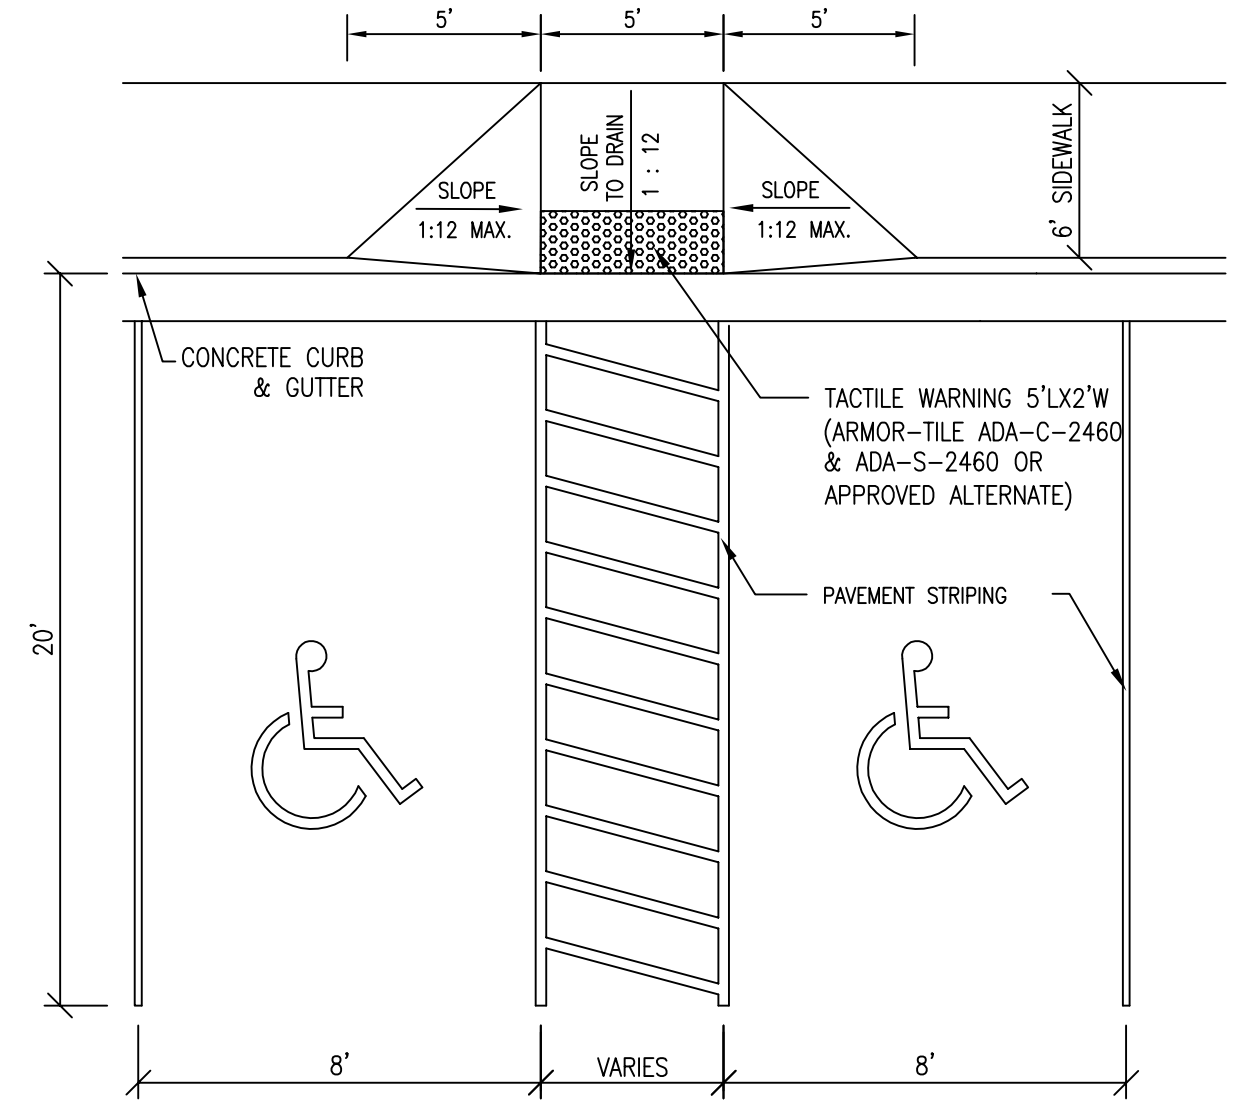 5'
5'
5'
SLOPE
1:12 MAX.
SLOPE
TO DRAIN
1 : 12
SLOPE
1:12 MAX.
6' SIDEWALK
CONCRETE CURB
& GUTTER
TACTILE WARNING 5'LX2'W
(ARMOR-TILE ADA-C-2460
& ADA-S-2460 OR
APPROVED ALTERNATE)
PAVEMENT STRIPING
20'
8'
VARIES
8'